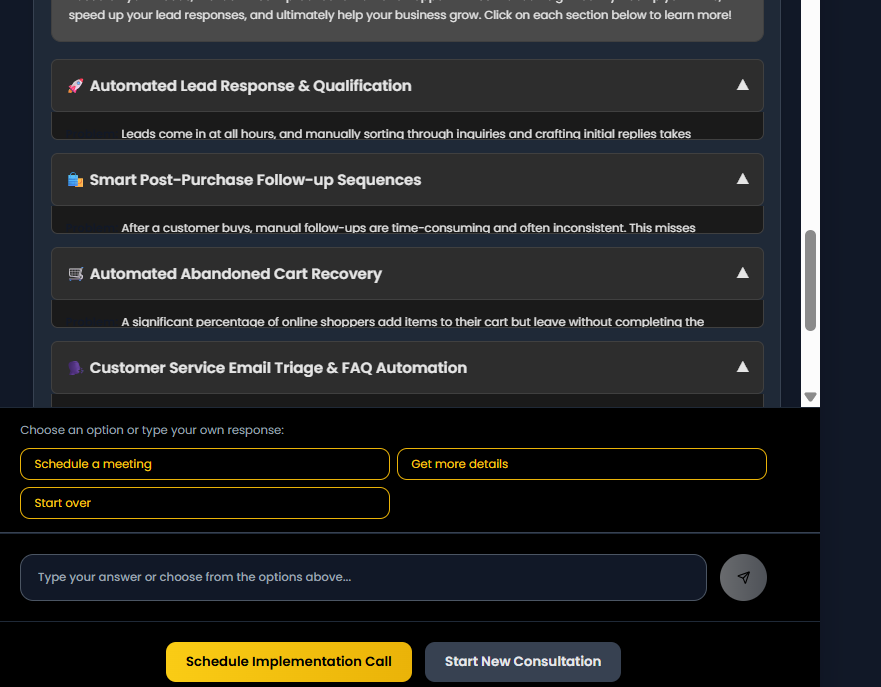 speed up your lead responses, and ultimately help your business grow. Click on each section below to learn more!
🚀 Automated Lead Response & Qualification ▲
Leads come in at all hours, and manually sorting through inquiries and crafting initial replies takes
🛍️ Smart Post-Purchase Follow-up Sequences ▲
After a customer buys, manual follow-ups are time-consuming and often inconsistent. This misses
🛒 Automated Abandoned Cart Recovery ▲
A significant percentage of online shoppers add items to their cart but leave without completing the
🗣️ Customer Service Email Triage & FAQ Automation ▲
Choose an option or type your own response:
Schedule a meeting
Get more details
Start over
Type your answer or choose from the options above...
Schedule Implementation Call
Start New Consultation